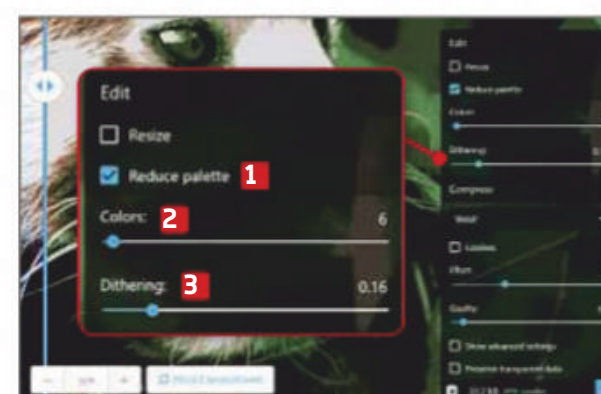 Edit
Resize
Reduce palette 1
Colors: 2 6
Dithering: 3 0.16
Edit
Resize
Reduce palette
Colors:
Dithering:
Compress
WebP
Lossless
Effort:
Quality:
Show advanced settings
Preserve transparent data